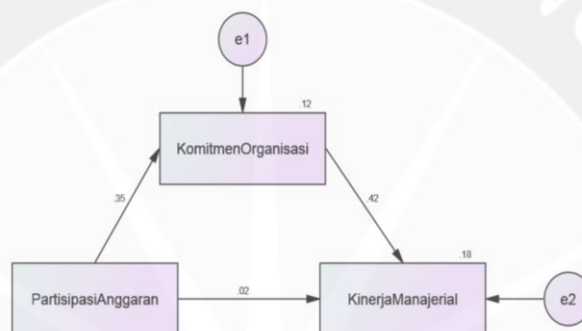 e1
.12
KomitmenOrganisasi
.35
.42
.18
PartisipasiAnggaran
.02
KinerjaManajerial
e2